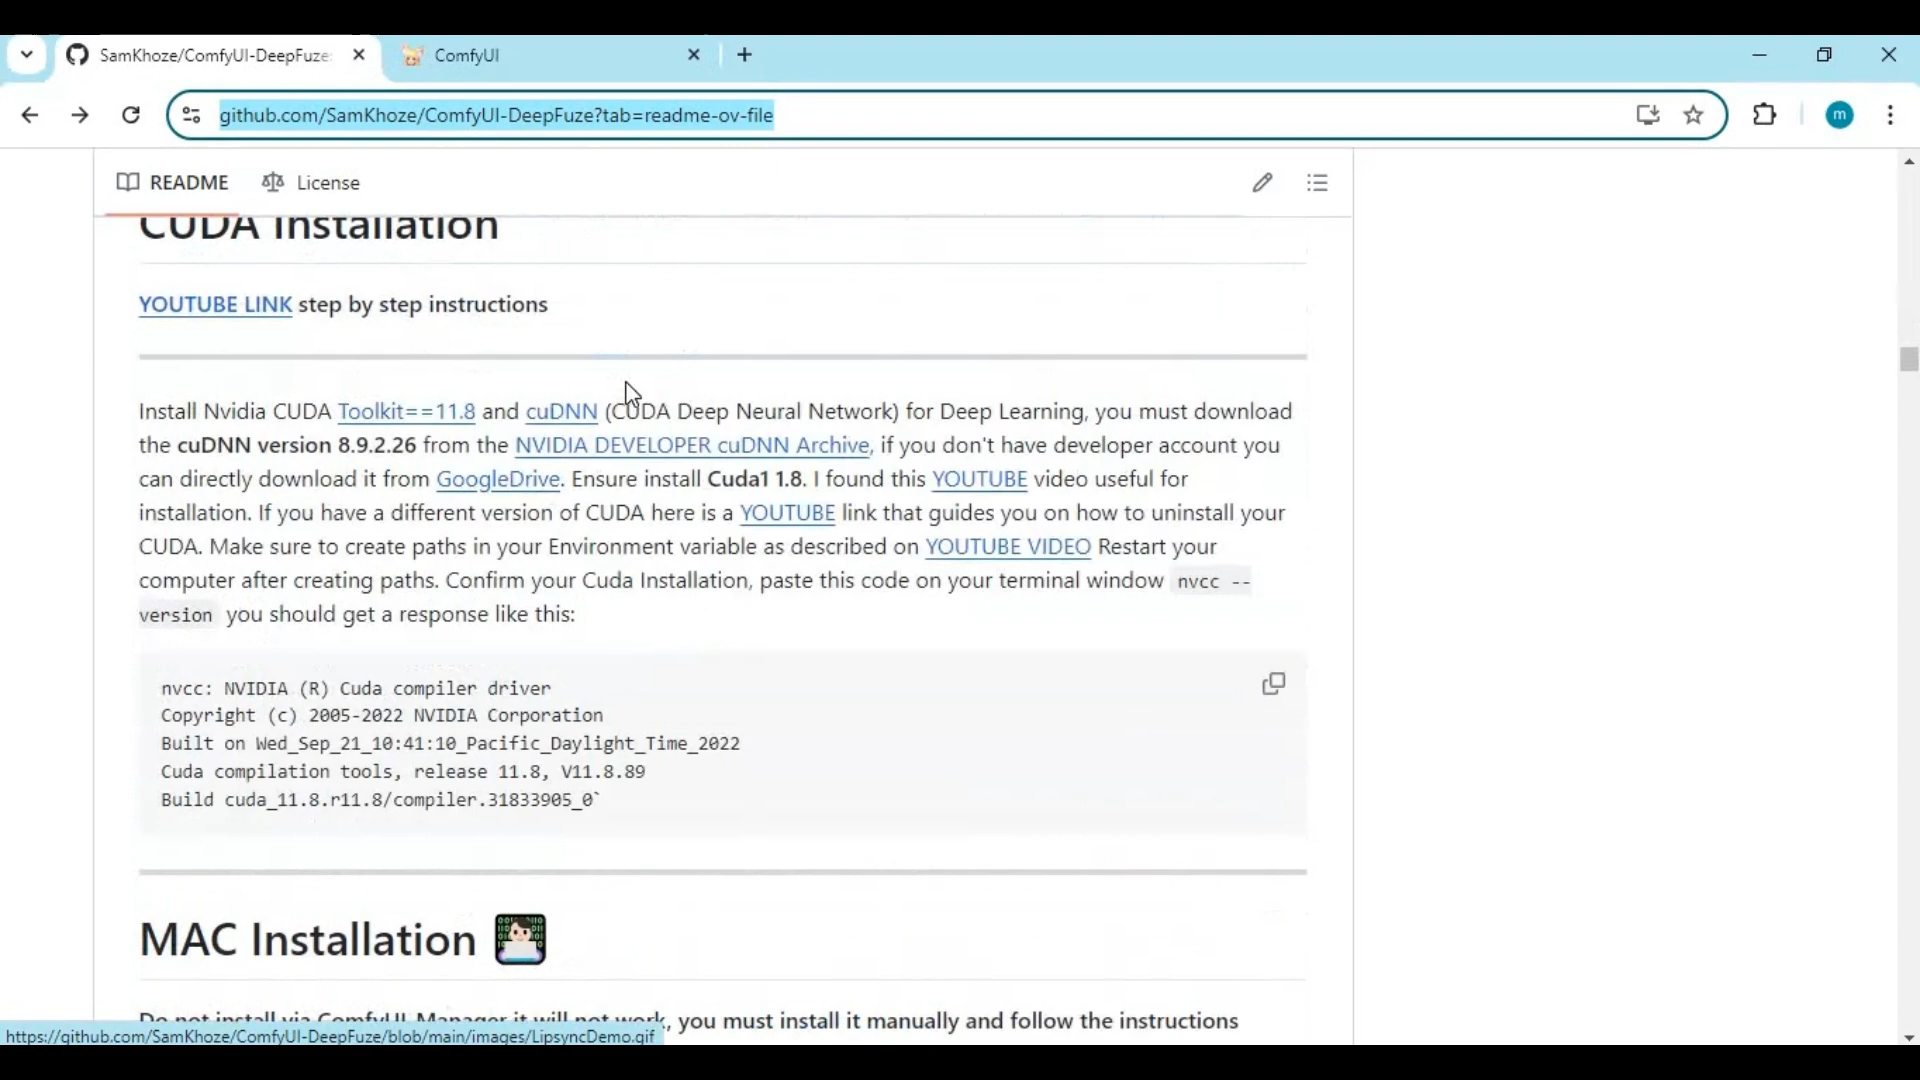 SamKhoze/ComfyUI-DeepFuze:
ComfyUI
github.com/SamKhoze/ComfyUI-DeepFuze?tab=readme-ov-file
m
README
License
CUDA Installation
YOUTUBE LINK step by step instructions
Install Nvidia CUDA Toolkit==11.8 and cuDNN (CUDA Deep Neural Network) for Deep Learning, you must download
the cuDNN version 8.9.2.26 from the NVIDIA DEVELOPER cuDNN Archive, if you don't have developer account you
can directly download it from GoogleDrive. Ensure install Cuda1 1.8. I found this YOUTUBE video useful for
installation. If you have a different version of CUDA here is a YOUTUBE link that guides you on how to uninstall your
CUDA. Make sure to create paths in your Environment variable as described on YOUTUBE VIDEO Restart your
computer after creating paths. Confirm your Cuda Installation, paste this code on your terminal window nvcc --
version you should get a response like this:
nvcc: NVIDIA (R) Cuda compiler driver
Copyright (c) 2005-2022 NVIDIA Corporation
Built on Wed_Sep_21_10:41:10_Pacific_Daylight_Time_2022
Cuda compilation tools, release 11.8, V11.8.89
Build cuda_11.8.r11.8/compiler.31833905_0`
MAC Installation
Do not install via ComfyUI Manager it will not work, you must install it manually and follow the instructions
https://github.com/SamKhoze/ComfyUI-DeepFuze/blob/main/images/LipsyncDemo.gif